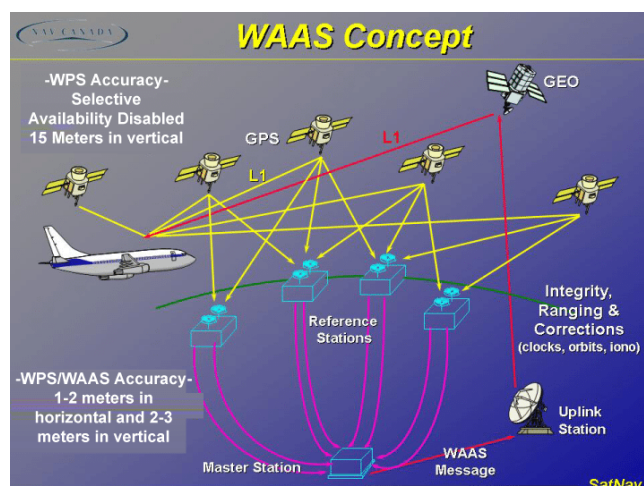 NAV CANADA
WAAS Concept
-WPS Accuracy-
Selective
Availability Disabled
15 Meters in vertical
GEO
GPS
L1
L1
Integrity,
Ranging &
Corrections
(clocks, orbits, iono)
Reference
Stations
-WPS/WAAS Accuracy-
1-2 meters in
horizontal and 2-3
meters in vertical
Uplink
Station
Master Station
WAAS
Message
SatNav